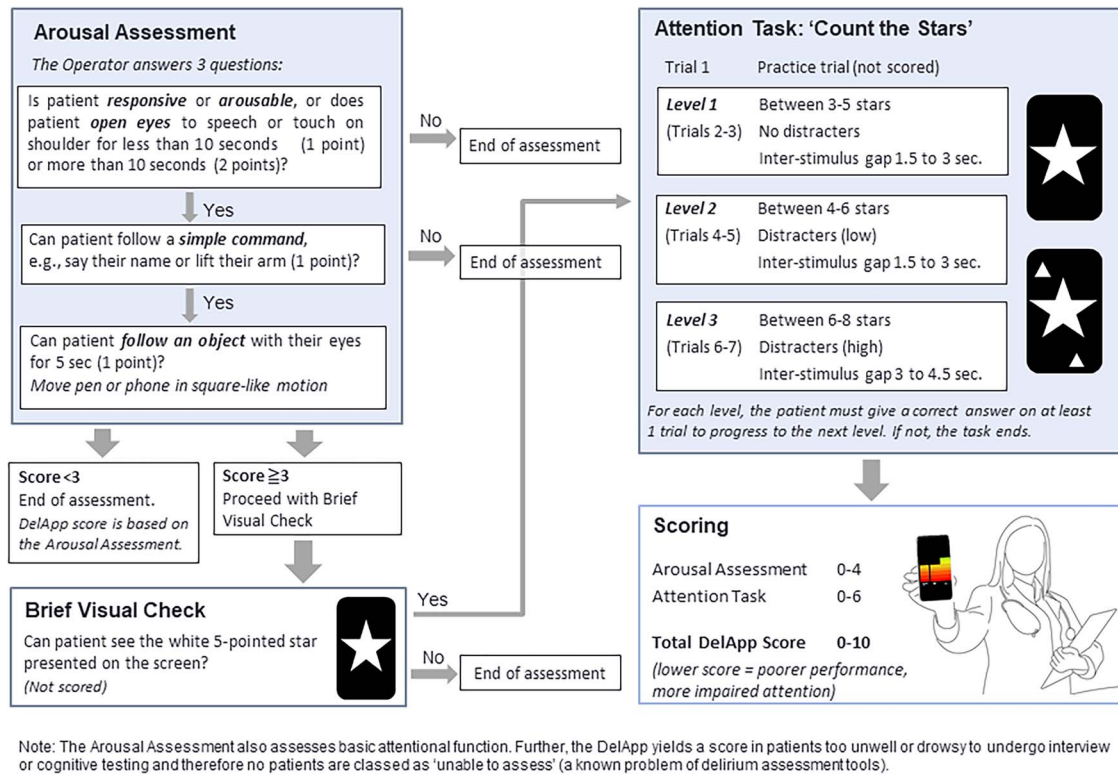 Arousal Assessment
The Operator answers 3 questions:
Is patient responsive or arousable, or does
patient open eyes to speech or touch on
shoulder for less than 10 seconds (1 point)
or more than 10 seconds (2 points)?
No
End of assessment
Yes
Can patient follow a simple command,
e.g., say their name or lift their arm (1 point)?
No
End of assessment
Yes
Can patient follow an object with their eyes
for 5 sec (1 point)?
Move pen or phone in square-like motion
Score <3
End of assessment.
DelApp score is based on
the Arousal Assessment.
Score ≧3
Proceed with Brief
Visual Check
Brief Visual Check
Can patient see the white 5-pointed star
presented on the screen?
(Not scored)
Yes
No
End of assessment
Attention Task: ‘Count the Stars’
Trial 1 Practice trial (not scored)
Level 1 Between 3-5 stars
(Trials 2-3) No distracters
Inter-stimulus gap 1.5 to 3 sec.
Level 2 Between 4-6 stars
(Trials 4-5) Distracters (low)
Inter-stimulus gap 1.5 to 3 sec.
Level 3 Between 6-8 stars
(Trials 6-7) Distracters (high)
Inter-stimulus gap 3 to 4.5 sec.
For each level, the patient must give a correct answer on at least
1 trial to progress to the next level. If not, the task ends.
Scoring
Arousal Assessment 0-4
Attention Task 0-6
Total DelApp Score 0-10
(lower score = poorer performance,
more impaired attention)
Note: The Arousal Assessment also assesses basic attentional function. Further, the DelApp yields a score in patients too unwell or drowsy to undergo interview
or cognitive testing and therefore no patients are classed as ‘unable to assess’ (a known problem of delirium assessment tools).